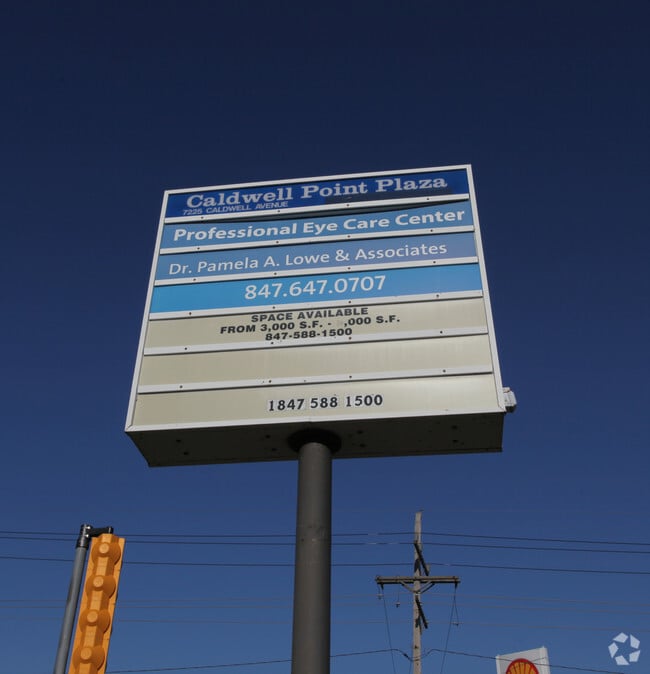 Caldwell Point Plaza
7225 CALDWELL AVENUE
Professional Eye Care Center
Dr. Pamela A. Lowe & Associates
847.647.0707
SPACE AVAILABLE
FROM 3,000 S.F. - ,000 S.F.
847-588-1500
1847 588 1500